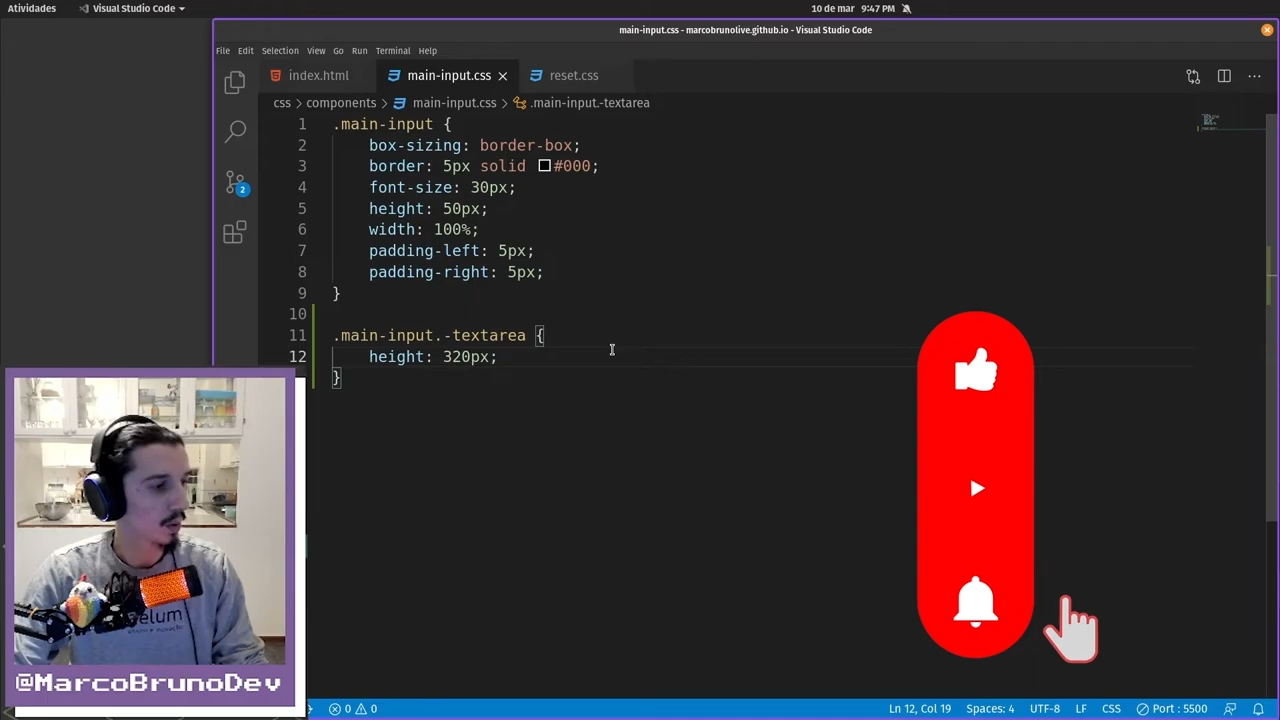 Atividades
Visual Studio Code
10 de mar 9:47 PM
main-input.css - marcobrunolive.github.io - Visual Studio Code
File Edit Selection View Go Run Terminal Help
index.html
main-input.css
reset.css
css > components > main-input.css > .main-input.-textarea
1 .main-input {
2 box-sizing: border-box;
3 border: 5px solid #000;
4 font-size: 30px;
5 height: 50px;
6 width: 100%;
7 padding-left: 5px;
8 padding-right: 5px;
9 }
10
11 .main-input.-textarea {
12 height: 320px;
}
2
elum
@MarcoBrunoDev
0 0
Ln 12, Col 19
Spaces: 4
UTF-8
LF
CSS
Port : 5500